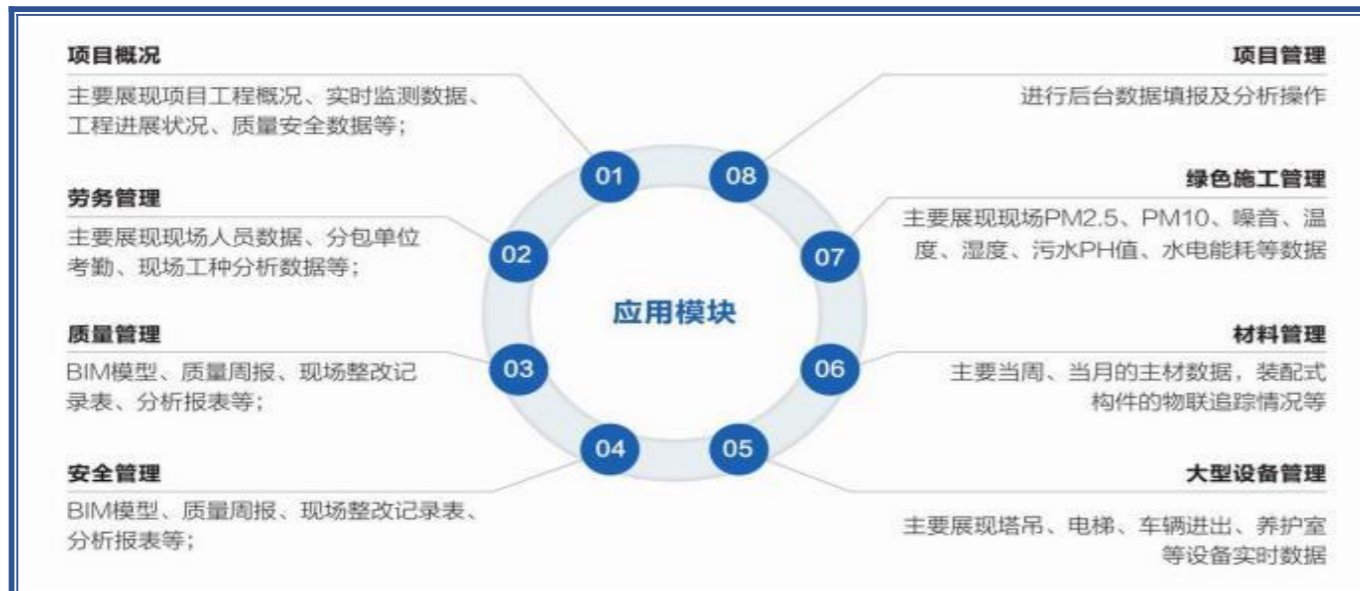 项目概况
主要展现项目工程概况、实时监测数据、
工程进展状况、质量安全数据等；
劳务管理
主要展现现场人员数据、分包单位
考勤、现场工种分析数据等；
质量管理
BIM模型、质量周报、现场整改记
录表、分析报表等；
安全管理
BIM模型、质量周报、现场整改记录表、
分析报表等；
01
02
03
04
应用模块
08
07
06
05
项目管理
进行后台数据填报及分析操作
绿色施工管理
主要展现现场PM2.5、PM10、噪音、温
度、湿度、污水PH值、水电能耗等数据
材料管理
主要当周、当月的主材数据，装配式
构件的物联追踪情况等
大型设备管理
主要展现塔吊、电梯、车辆进出、养护室
等设备实时数据